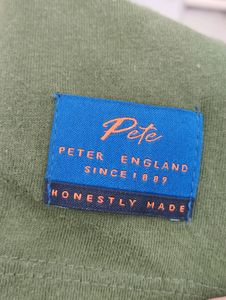 Pete
PETER ENGLAND
SINCE 1889
HONESTLY MADE